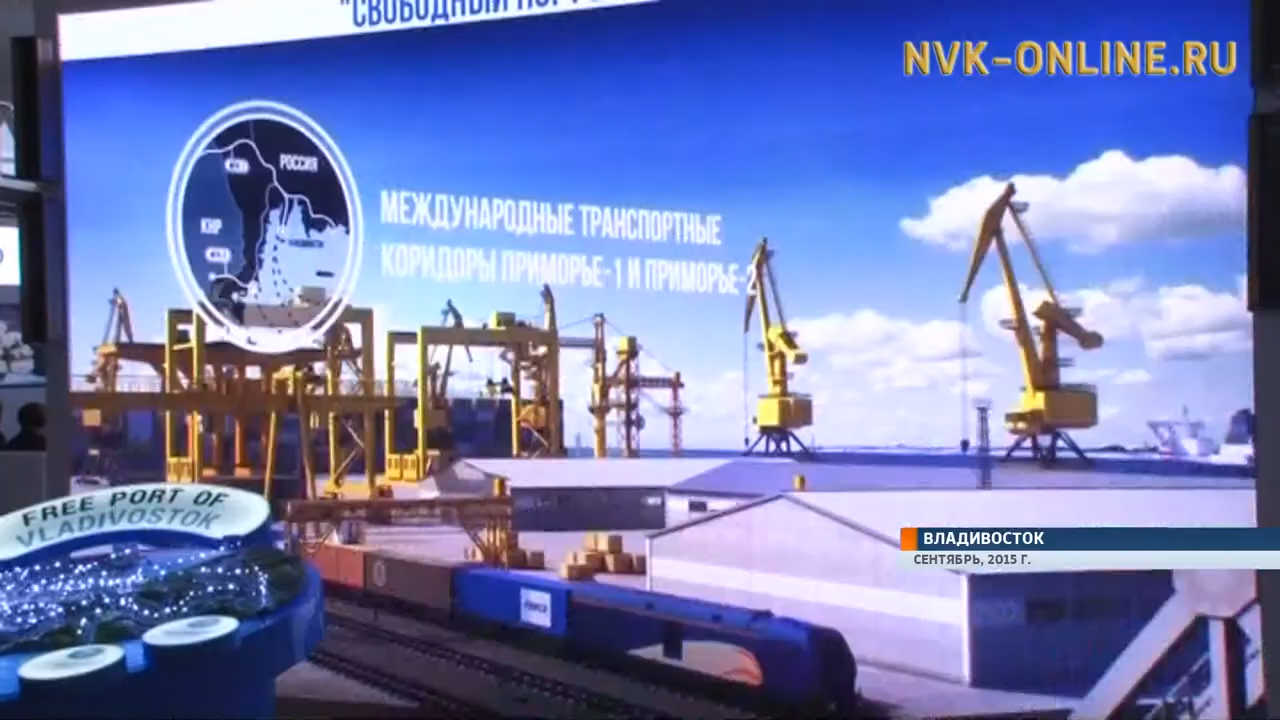 "СВОБОДНЫЙ
NVK-ONLINE.RU
РОССИЯ
КНР
МЕЖДУНАРОДНЫЕ ТРАНСПОРТНЫЕ
КОРИДОРЫ ПРИМОРЬЕ-1 И ПРИМОРЬЕ-2
FREE PORT OF
VLADIVOSTOK
ВЛАДИВОСТОК
СЕНТЯБРЬ, 2015 Г.